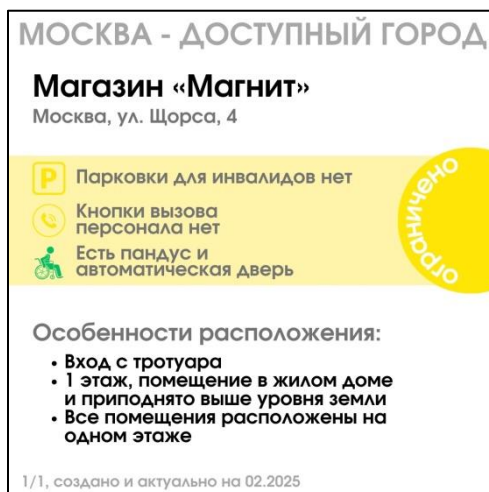 МОСКВА - ДОСТУПНЫЙ ГОРОД
Магазин «Магнит»
Москва, ул. Щорса, 4
P Парковки для инвалидов нет
Кнопки вызова
персонала нет
Есть пандус и
автоматическая дверь
ограничено
Особенности расположения:
• Вход с тротуара
• 1 этаж, помещение в жилом доме
и приподнято выше уровня земли
• Все помещения расположены на
одном этаже
1/1, создано и актуально на 02.2025